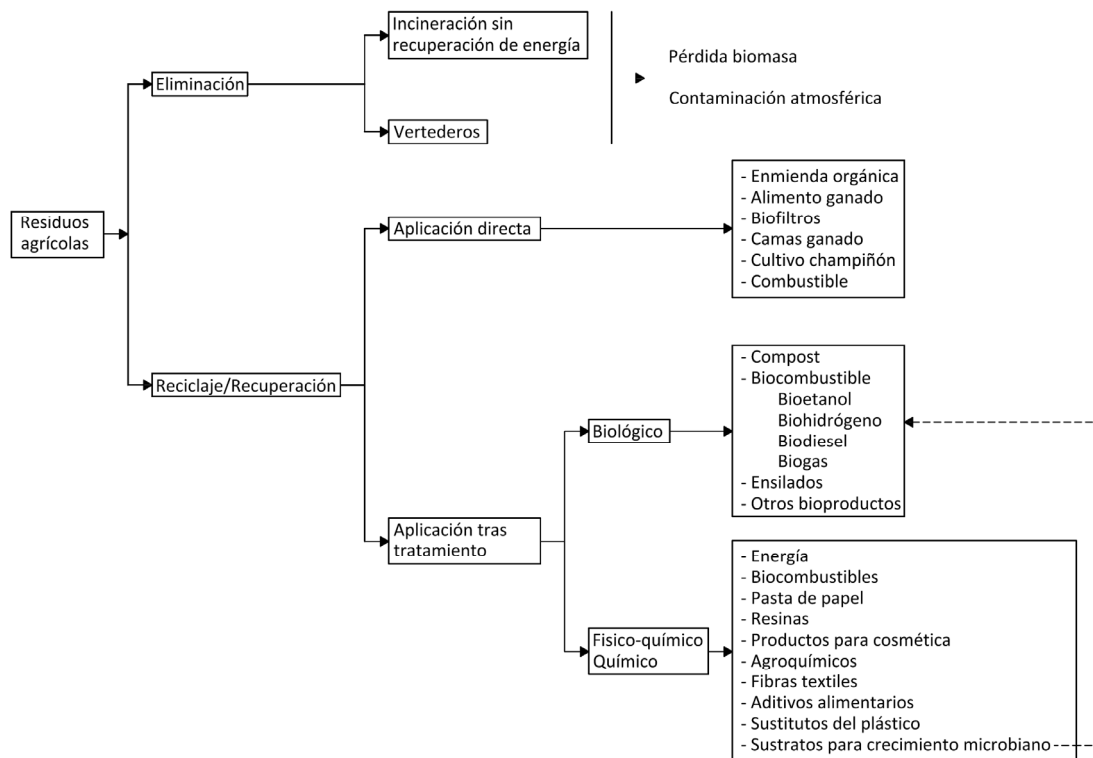 Incineración sin
recuperación de energía
Pérdida biomasa
Eliminación
Contaminación atmosférica
Vertederos
Residuos
agrícolas
Aplicación directa
- Enmienda orgánica
- Alimento ganado
- Biofiltros
- Camas ganado
- Cultivo champiñón
- Combustible
Reciclaje/Recuperación
Biológico
- Compost
- Biocombustible
Bioetanol
Biohidrógeno
Biodiesel
Biogas
- Ensilados
- Otros bioproductos
Aplicación tras
tratamiento
Fisico-químico
Químico
- Energía
- Biocombustibles
- Pasta de papel
- Resinas
- Productos para cosmética
- Agroquímicos
- Fibras textiles
- Aditivos alimentarios
- Sustitutos del plástico
- Sustratos para crecimiento microbiano